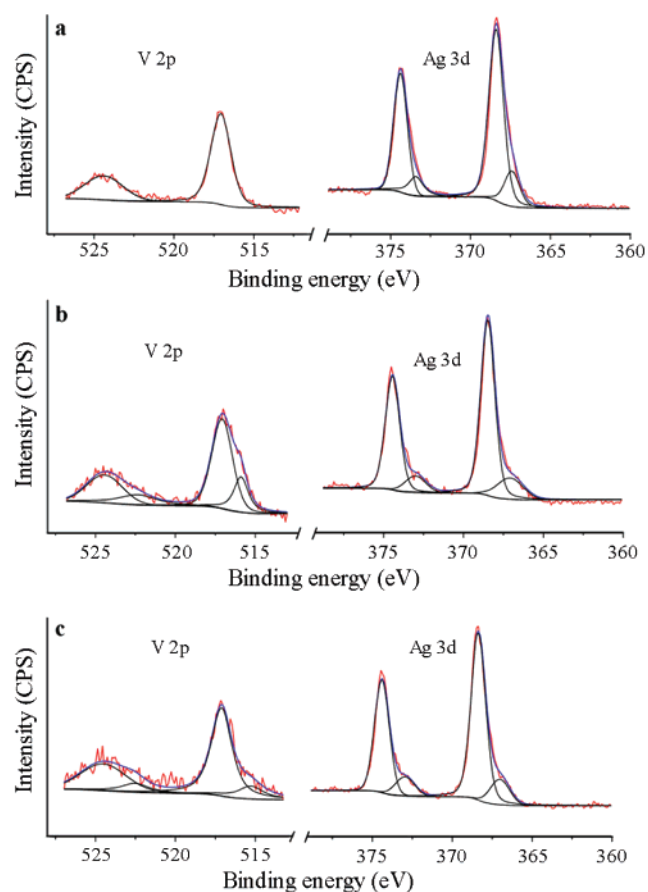 a
V 2p
Ag 3d
Intensity (CPS)
525 520 515 375 370 365 360
Binding energy (eV)
b
V 2p
Ag 3d
Intensity (CPS)
525 520 515 375 370 365 360
Binding energy (eV)
c
V 2p
Ag 3d
Intensity (CPS)
525 520 515 375 370 365 360
Binding energy (eV)